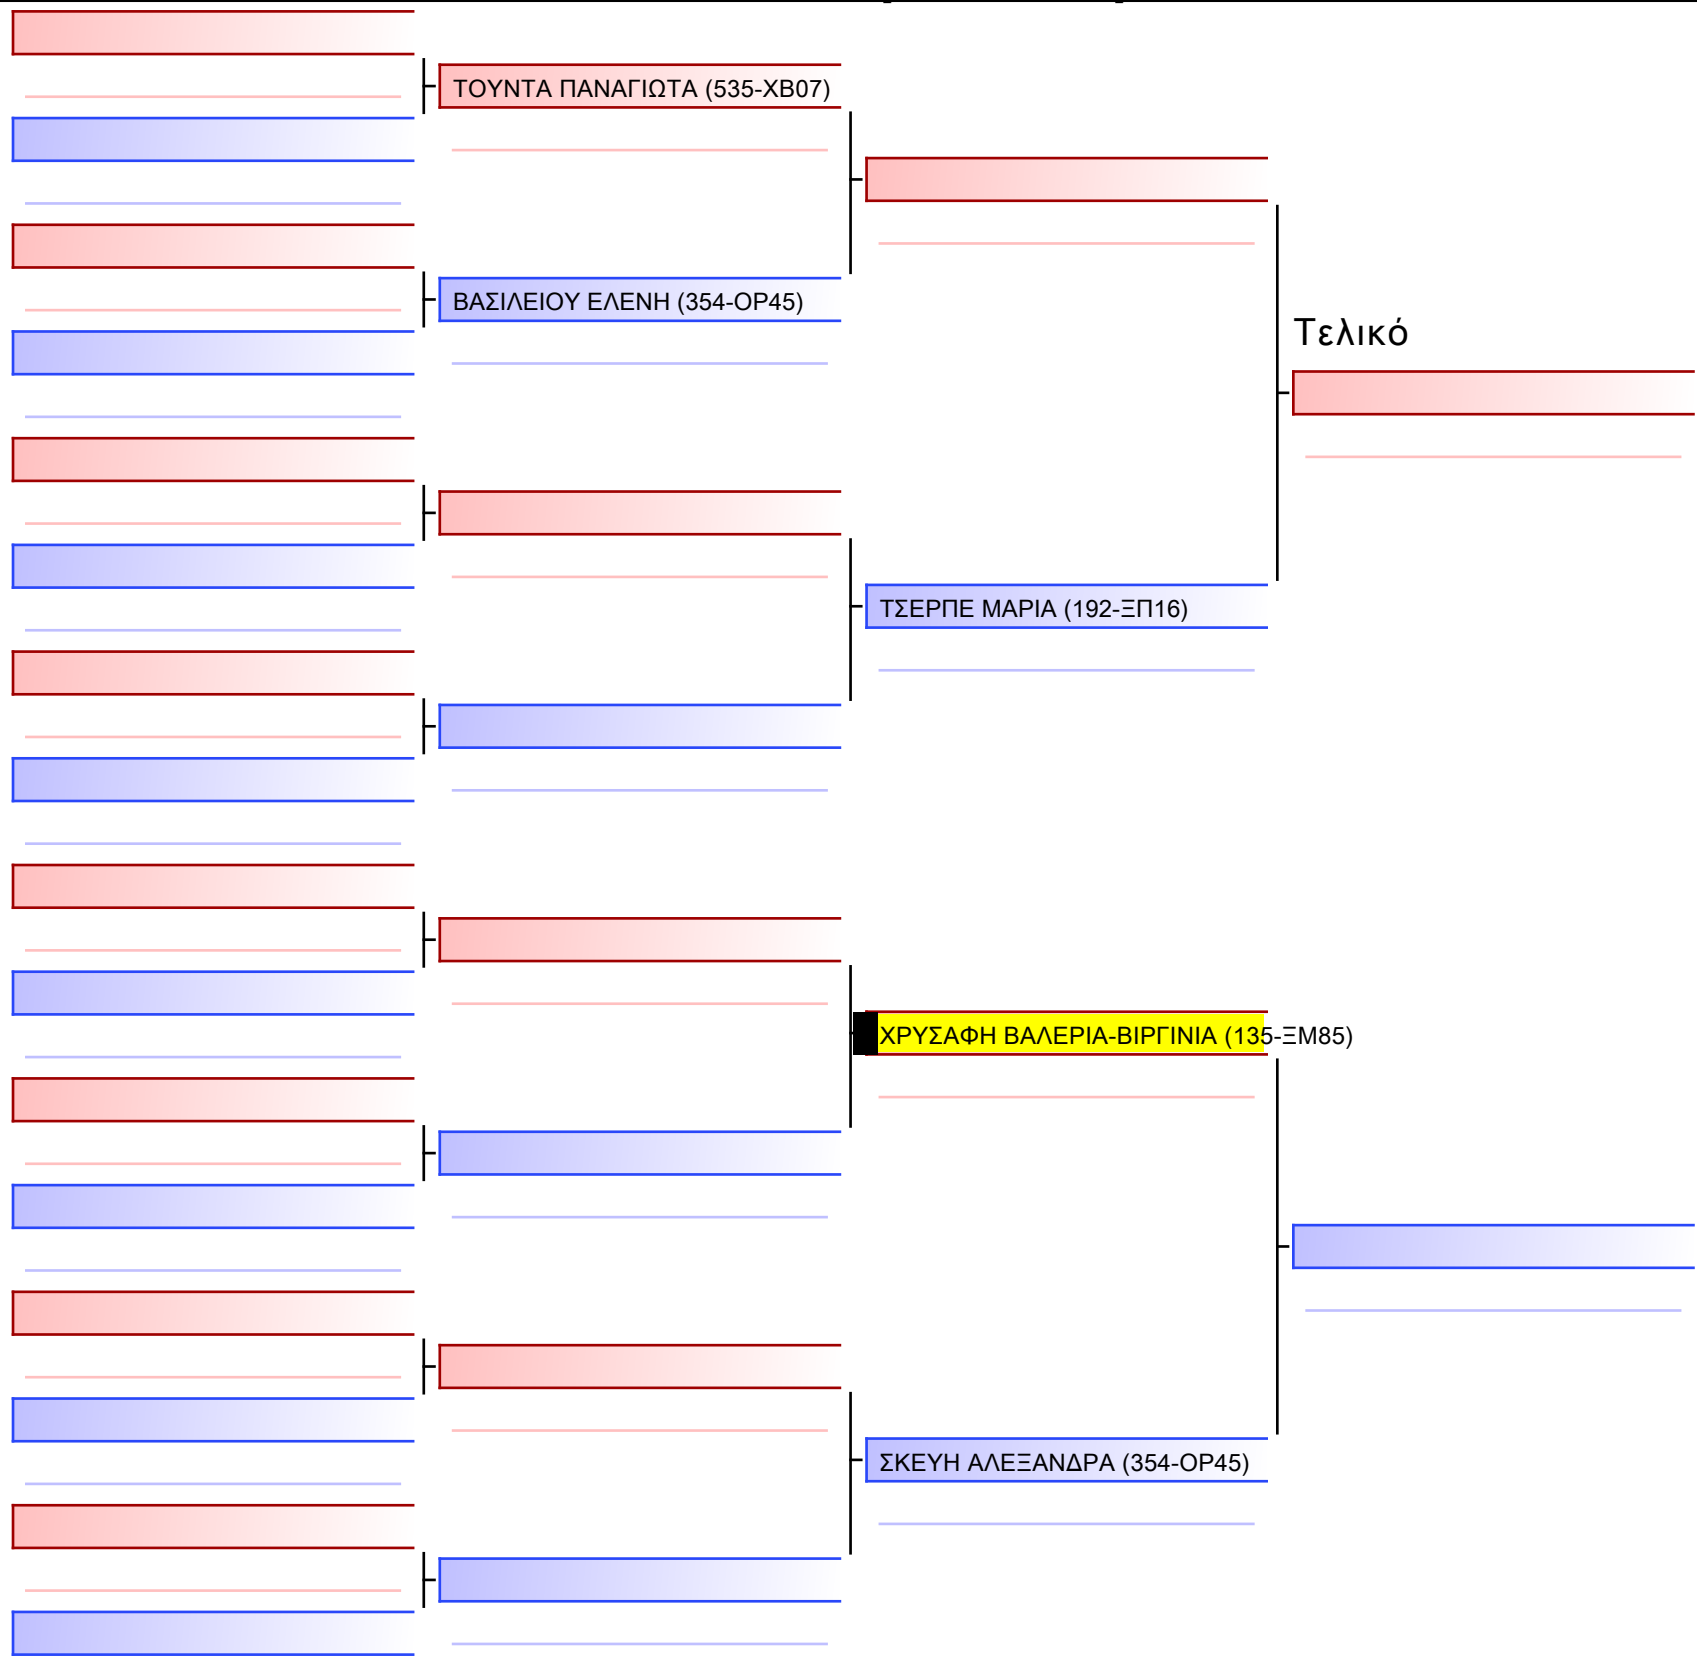 ΤΟΥΝΤΑ ΠΑΝΑΓΙΩΤΑ (535-ΧΒ07)
ΒΑΣΙΛΕΙΟΥ ΕΛΕΝΗ (354-ΟΡ45)
Τελικό
ΤΣΕΡΠΕ ΜΑΡΙΑ (192-ΞΠ16)
ΧΡΥΣΑΦΗ ΒΑΛΕΡΙΑ-ΒΙΡΓΙΝΙΑ (135-ΞΜ85)
ΣΚΕΥΗ ΑΛΕΞΑΝΔΡΑ (354-ΟΡ45)